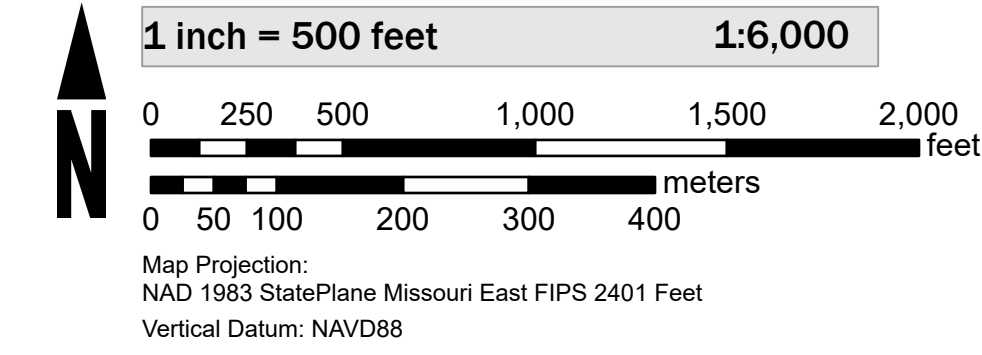 1 inch = 500 feet 1:6,000
0 250 500 1,000 1,500 2,000
feet
meters
0 50 100 200 300 400
N
Map Projection:
NAD 1983 StatePlane Missouri East FIPS 2401 Feet
Vertical Datum: NAVD88